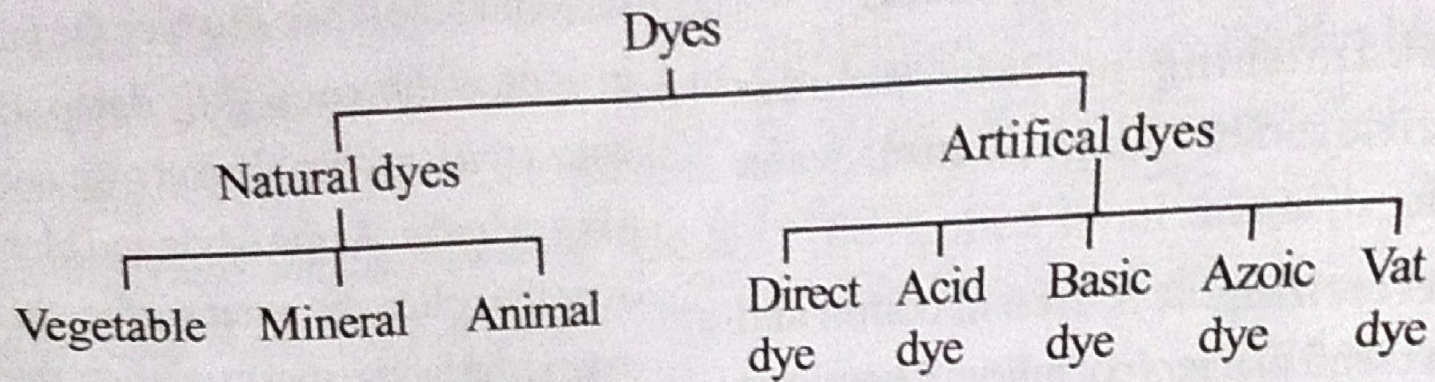 Dyes
Natural dyes
Artifical dyes
Vegetable Mineral Animal
Direct dye
Acid dye
Basic dye
Azoic dye
Vat dye